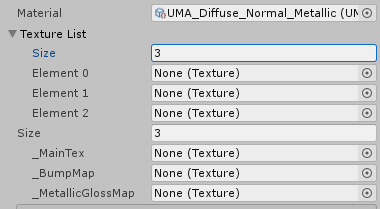 Material UMA_Diffuse_Normal_Metallic (UM
Texture List
Size 3
Element 0 None (Texture)
Element 1 None (Texture)
Element 2 None (Texture)
Size 3
_MainTex None (Texture)
_BumpMap None (Texture)
_MetallicGlossMap None (Texture)